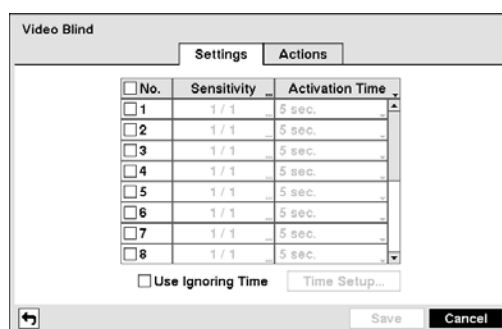 Video Blind
Settings Actions
No. Sensitivity ... Activation Time
1 1 / 1 ... 5 sec.
2 1 / 1 ... 5 sec.
3 1 / 1 ... 5 sec.
4 1 / 1 ... 5 sec.
5 1 / 1 ... 5 sec.
6 1 / 1 ... 5 sec.
7 1 / 1 ... 5 sec.
8 1 / 1 ... 5 sec.
Use Ignoring Time Time Setup...
Save Cancel